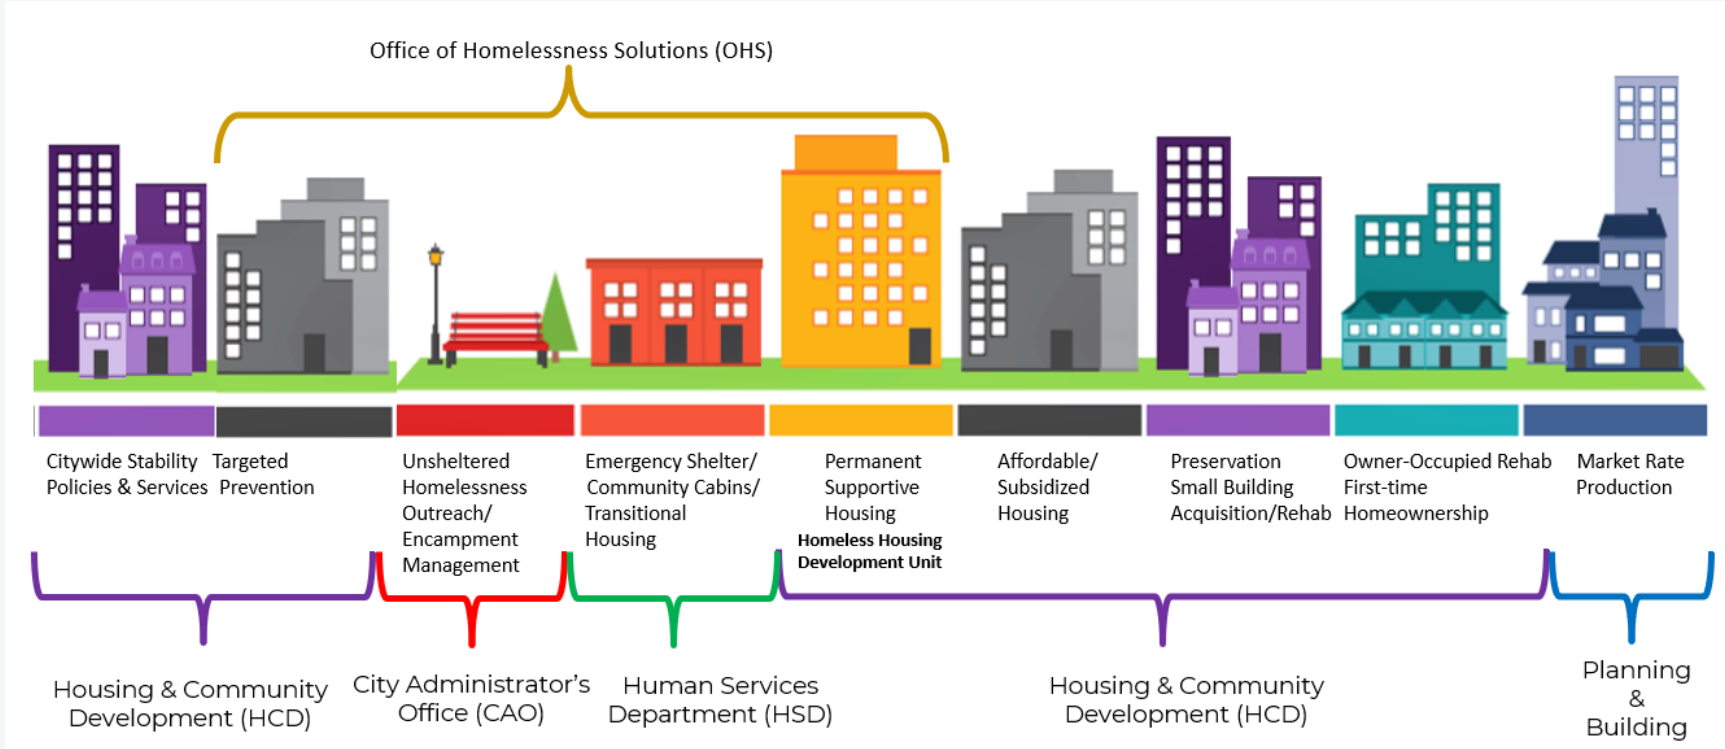 Office of Homelessness Solutions (OHS)
Citywide Stability
Policies & Services
Targeted
Prevention
Unsheltered
Homelessness
Outreach/
Encampment
Management
Emergency Shelter/
Community Cabins/
Transitional
Housing
Permanent
Supportive
Housing
Homeless Housing
Development Unit
Affordable/
Subsidized
Housing
Preservation
Small Building
Acquisition/Rehab
Owner-Occupied Rehab
First-time
Homeownership
Market Rate
Production
Housing & Community
Development (HCD)
City Administrator’s
Office (CAO)
Human Services
Department (HSD)
Housing & Community
Development (HCD)
Planning
&
Building